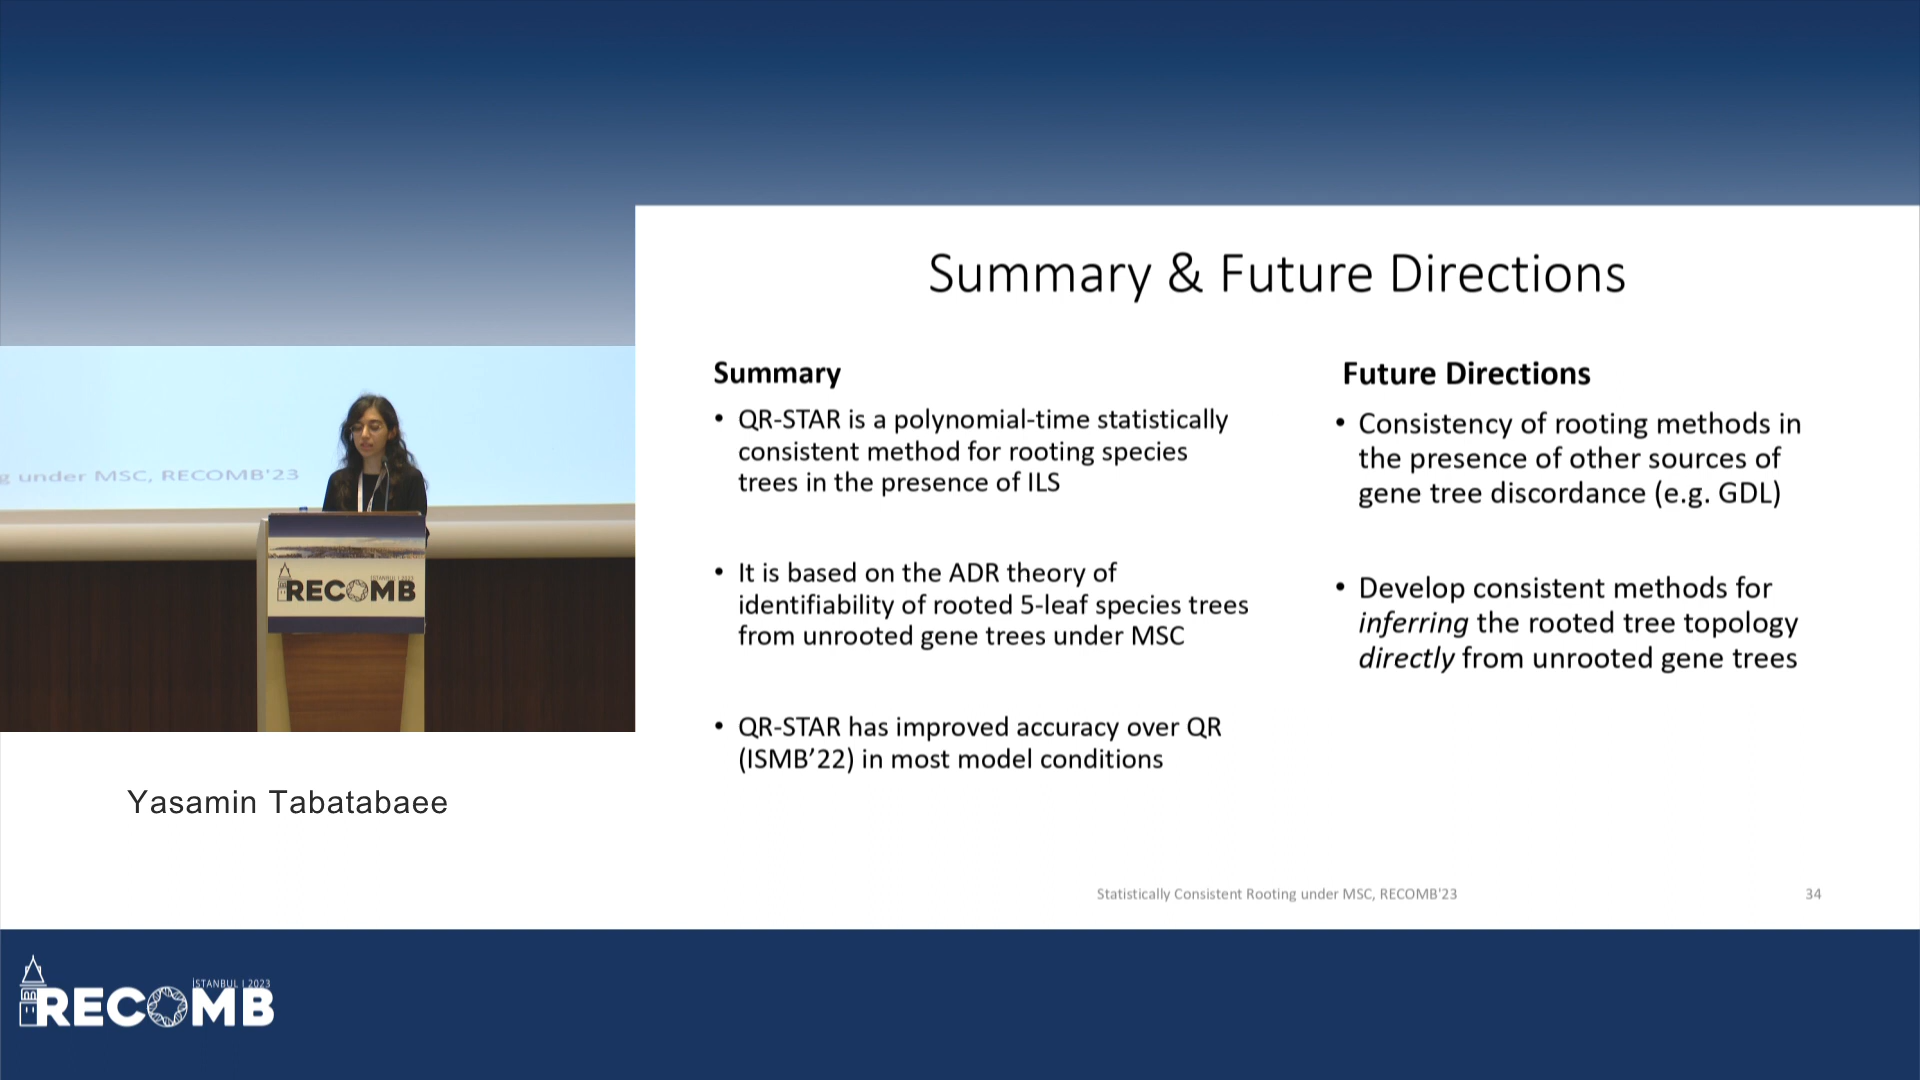 Summary & Future Directions
Summary
• QR-STAR is a polynomial-time statistically
consistent method for rooting species
trees in the presence of ILS
• It is based on the ADR theory of
identifiability of rooted 5-leaf species trees
from unrooted gene trees under MSC
• QR-STAR has improved accuracy over QR
(ISMB’22) in most model conditions
Future Directions
• Consistency of rooting methods in
the presence of other sources of
gene tree discordance (e.g. GDL)
• Develop consistent methods for
inferring the rooted tree topology
directly from unrooted gene trees
Statistically Consistent Rooting under MSC, RECOMB'23
34
g under MSC, RECOMB'23
ISTANBUL | 2023
RECOMB
Yasamin Tabatabaee
İSTANBUL | 2023
RECOMB